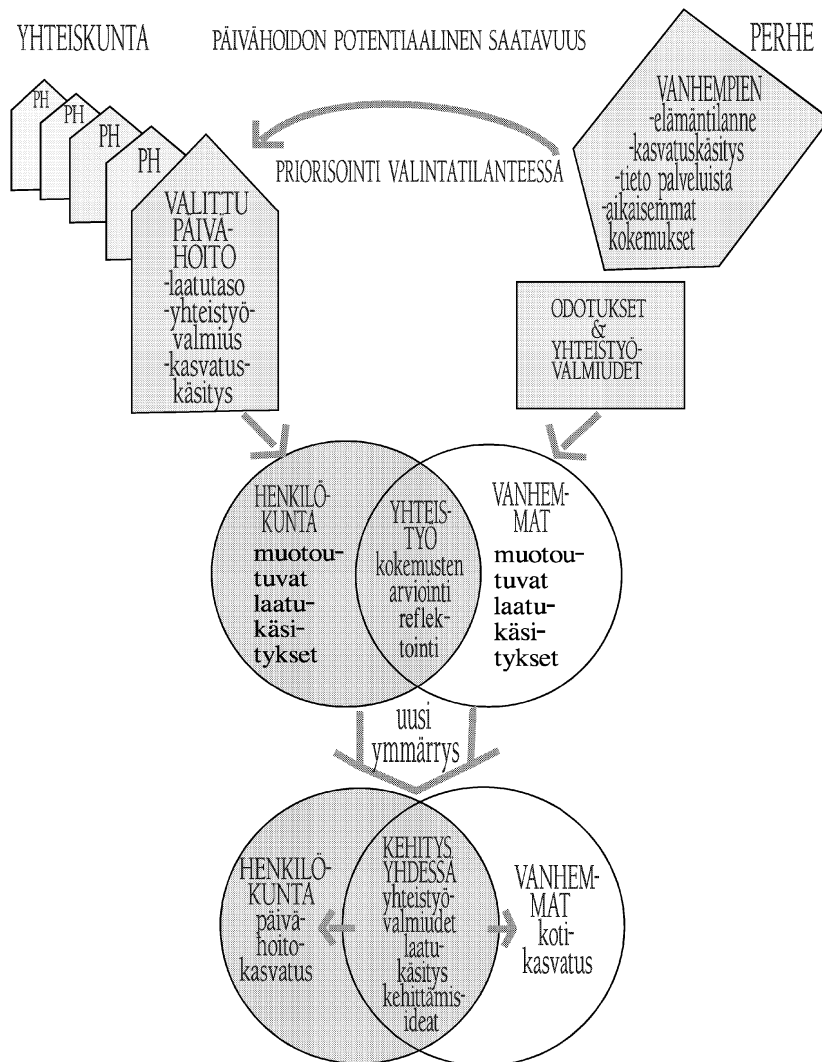 YHTEISKUNTA
PÄIVÄHOIDON POTENTIAALINEN SAATAVUUS
PERHE
PH
PH
PH
PH
VALITTU
PÄIVÄ-
HOITO
-laatutaso
-yhteistyö-
valmius
-kasvatus-
käsitys
PRIORISOINTI VALINTATILANTEESSA
VANHEMPIEN
-elämäntilanne
-kasvatuskäsitys
-tieto palveluista
-aikaisemmat
kokemukset
ODOTUKSET
&
YHTEISTYÖ-
VALMIUDET
HENKILÖ-
KUNTA
muotou-
tuvat
laatu-
käsi-
tykset
YHTEIS-
TYÖ
kokemusten
arviointi
reflek-
tointi
VANHEM-
MAT
muotou-
tuvat
laatu-
käsi-
tykset
uusi
ymmärrys
HENKILÖ-
KUNTA
päivä-
hoito-
kasvatus
KEHITYS
YHDESSÄ
yhteistyö-
valmiudet
laatu-
käsitys
kehittämis-
ideat
VANHEM-
MAT
koti-
kasvatus